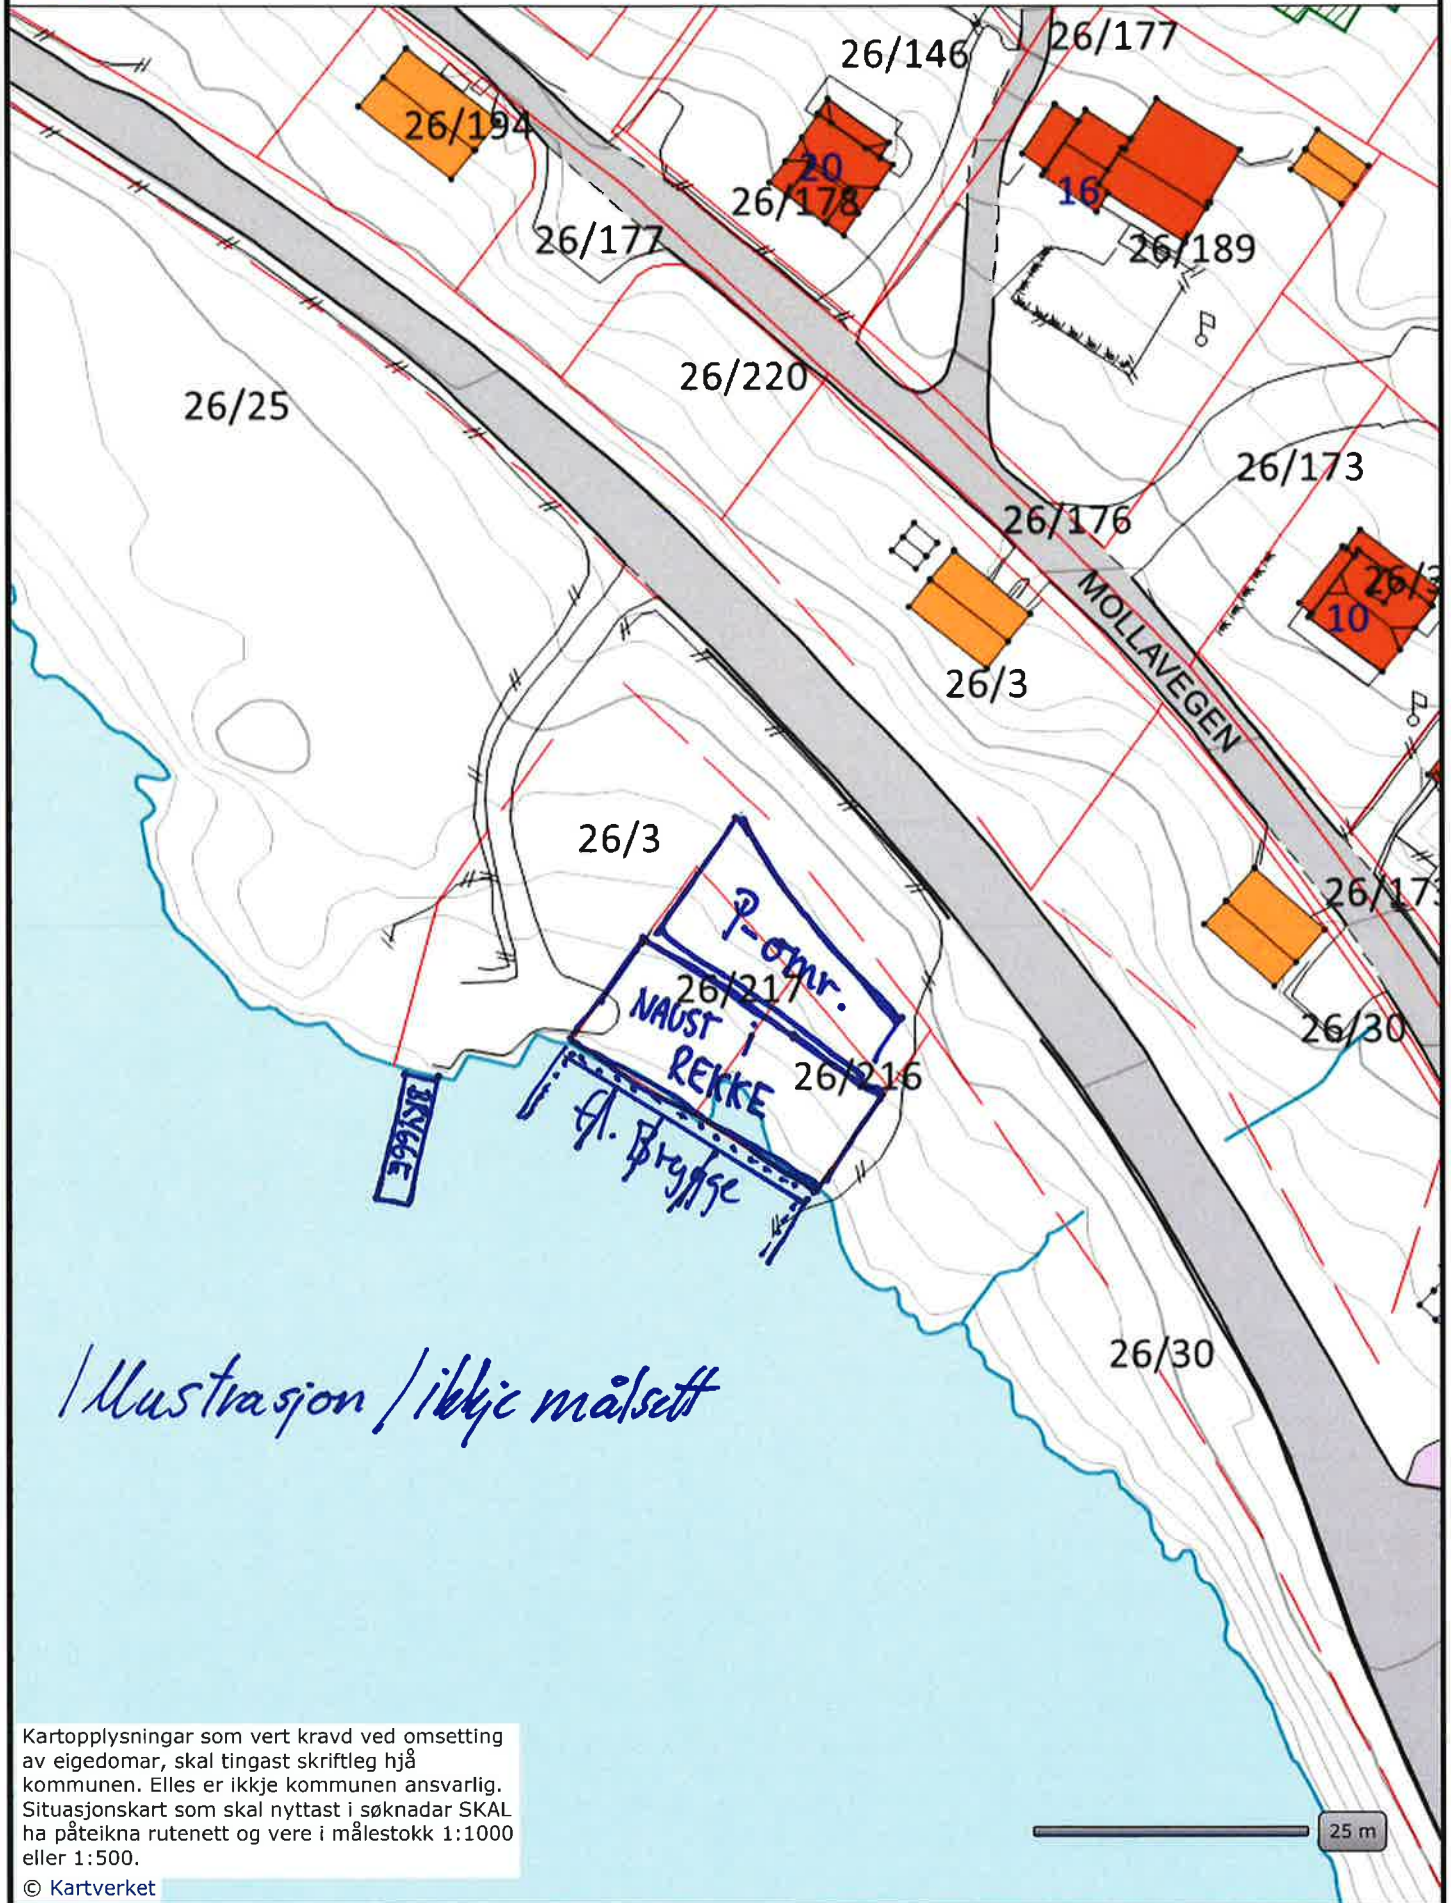 26/146
26/177
26/194
20
26/178
16
26/189
26/177
26/220
26/25
26/173
26/176
MOLLAVEGEN
26/3
10
26/3
26/3
P-omr.
26/217
NAUST i
REKKE
26/216
26/173
26/30
BRYGGE
fl. Brygge
26/30
Illustrasjon / ikkje målsett
Kartopplysningar som vert kravd ved omsetting
av eigedomar, skal tingast skriftleg hjå
kommunen. Elles er ikkje kommunen ansvarlig.
Situasjonskart som skal nyttast i søknadar SKAL
ha påteikna rutenett og vere i målestokk 1:1000
eller 1:500.
© Kartverket
25 m